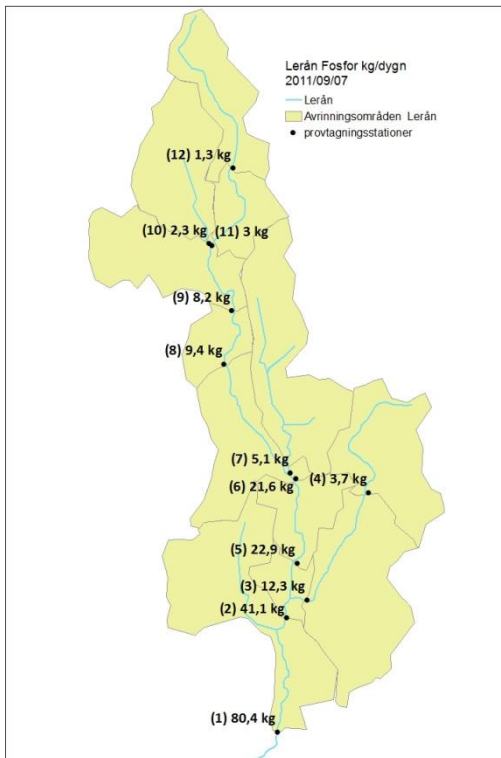 Lerån Fosfor kg/dygn
2011/09/07
Lerån
Avrinningsområden Lerån
provtagningsstationer
(12) 1,3 kg
(10) 2,3 kg
(11) 3 kg
(9) 8,2 kg
(8) 9,4 kg
(7) 5,1 kg
(4) 3,7 kg
(6) 21,6 kg
(5) 22,9 kg
(3) 12,3 kg
(2) 41,1 kg
(1) 80,4 kg